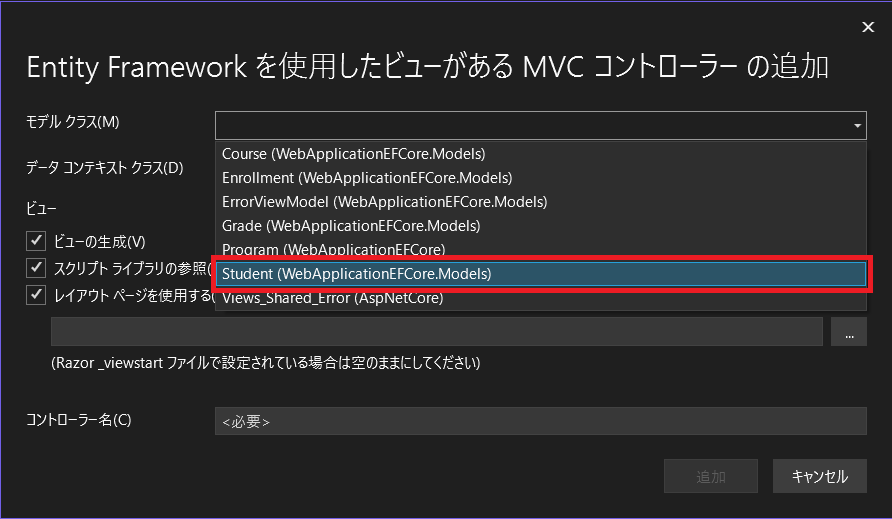 Entity Framework を使用したビューがある MVC コントローラー の追加
モデル クラス(M)
Course (WebApplicationEFCore.Models)
データ コンテキスト クラス(D)
Enrollment (WebApplicationEFCore.Models)
ErrorViewModel (WebApplicationEFCore.Models)
ビュー
Grade (WebApplicationEFCore.Models)
ビューの生成(V)
Program (WebApplicationEFCore)
スクリプト ライブラリの参照(
Student (WebApplicationEFCore.Models)
レイアウト ページを使用する(
Views_Shared_Error (AspNetCore)
...
(Razor _viewstart ファイルで設定されている場合は空のままにしてください)
コントローラー名(C)
<必要>
追加
キャンセル